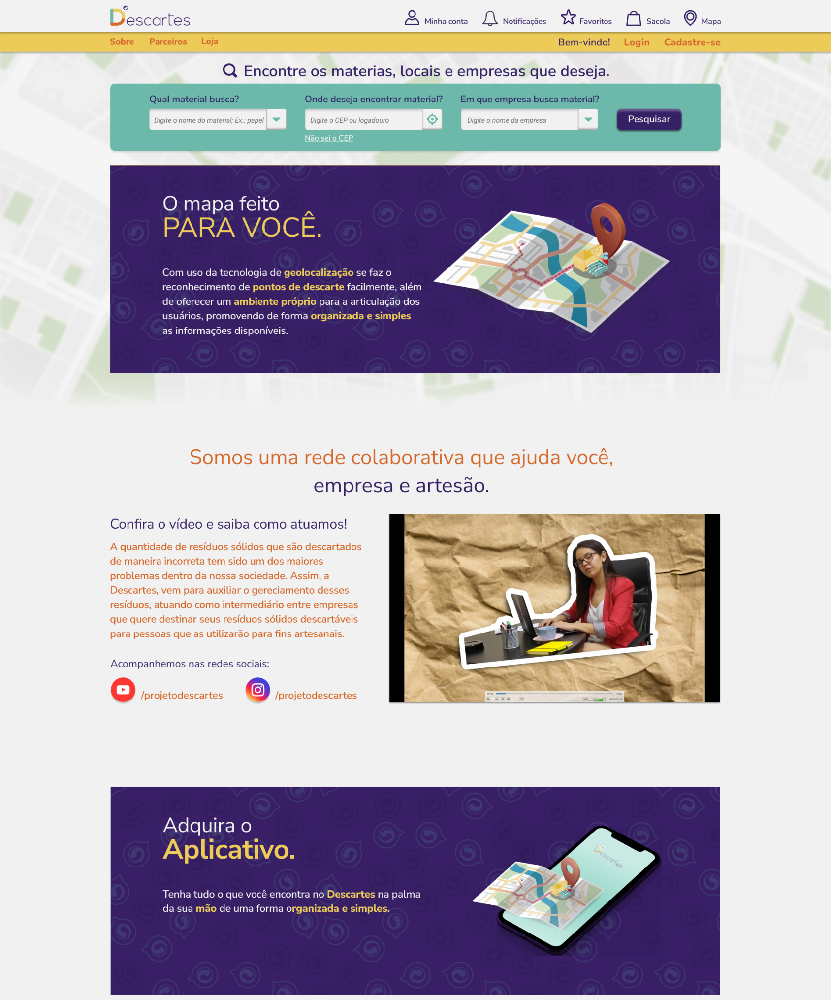 Descartes
Minha conta
Notificações
Favoritos
Sacola
Mapa
Sobre
Parceiros
Loja
Bem-vindo!
Login
Cadastre-se
Encontre os materias, locais e empresas que deseja.
Qual material busca?
Onde deseja encontrar material?
Em que empresa busca material?
Digite o nome do material; Ex.: papel
Digite o CEP ou logadouro
Digite o nome da empresa
Pesquisar
Não sei o CEP
O mapa feito
PARA VOCÊ.
Com uso da tecnologia de geolocalização se faz o
reconhecimento de pontos de descarte facilmente, além
de oferecer um ambiente próprio para a articulação dos
usuários, promovendo de forma organizada e simples
as informações disponíveis.
Somos uma rede colaborativa que ajuda você,
empresa e artesão.
Confira o vídeo e saiba como atuamos!
A quantidade de resíduos sólidos que são descartados
de maneira incorreta tem sido um dos maiores
problemas dentro da nossa sociedade. Assim, a
Descartes, vem para auxiliar o gereciamento desses
resíduos, atuando como intermediário entre empresas
que quere destinar seus resíduos sólidos descartáveis
para pessoas que as utilizarão para fins artesanais.
Acompanhemos nas redes sociais:
/projetodescartes
/projetodescartes
Adquira o
Aplicativo.
Tenha tudo o que você encontra no Descartes na palma
da sua mão de uma forma organizada e simples.
Descartes